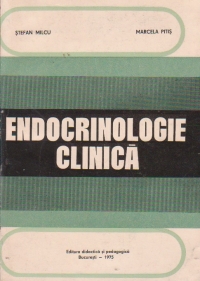 ȘTEFAN MILCU
MARCELA PITIȘ
ENDOCRINOLOGIE
CLINICĂ
Editura didactică și pedagogică
București – 1975